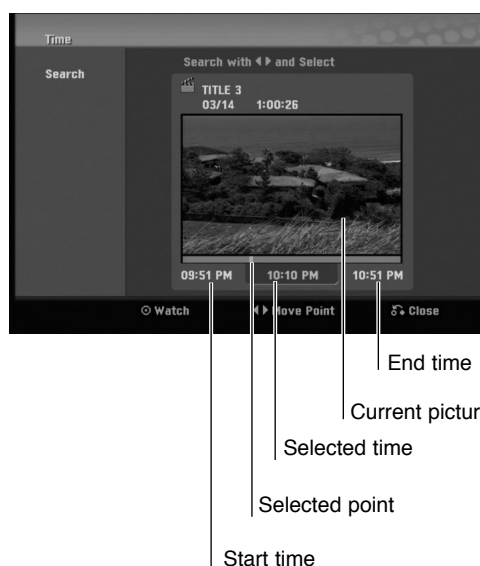 Time
Search
Search with ◀ ▶ and Select
TITLE 3
03/14 1:00:26
09:51 PM 10:10 PM 10:51 PM
⊙ Watch ◀ ▶ Move Point Close
End time
Current pictur
Selected time
Selected point
Start time